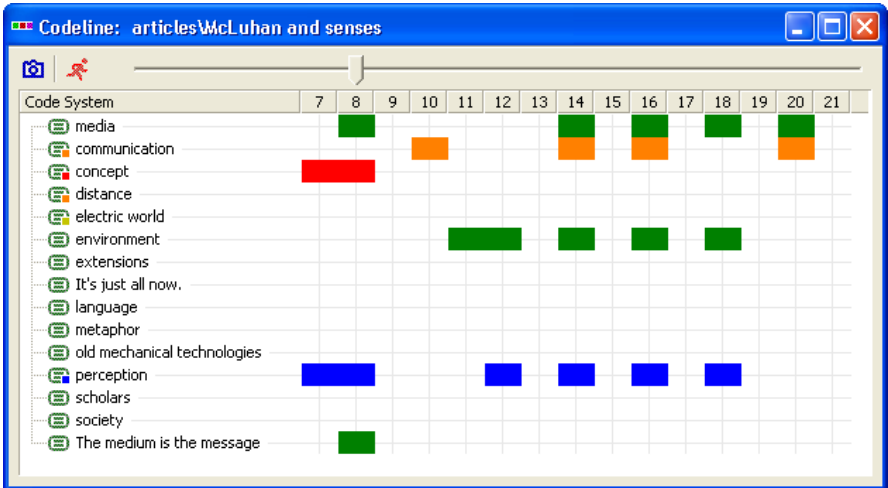 Codeline: articles\McLuhan and senses
Code System 7 8 9 10 11 12 13 14 15 16 17 18 19 20 21
media
communication
concept
distance
electric world
environment
extensions
It's just all now.
language
metaphor
old mechanical technologies
perception
scholars
society
The medium is the message